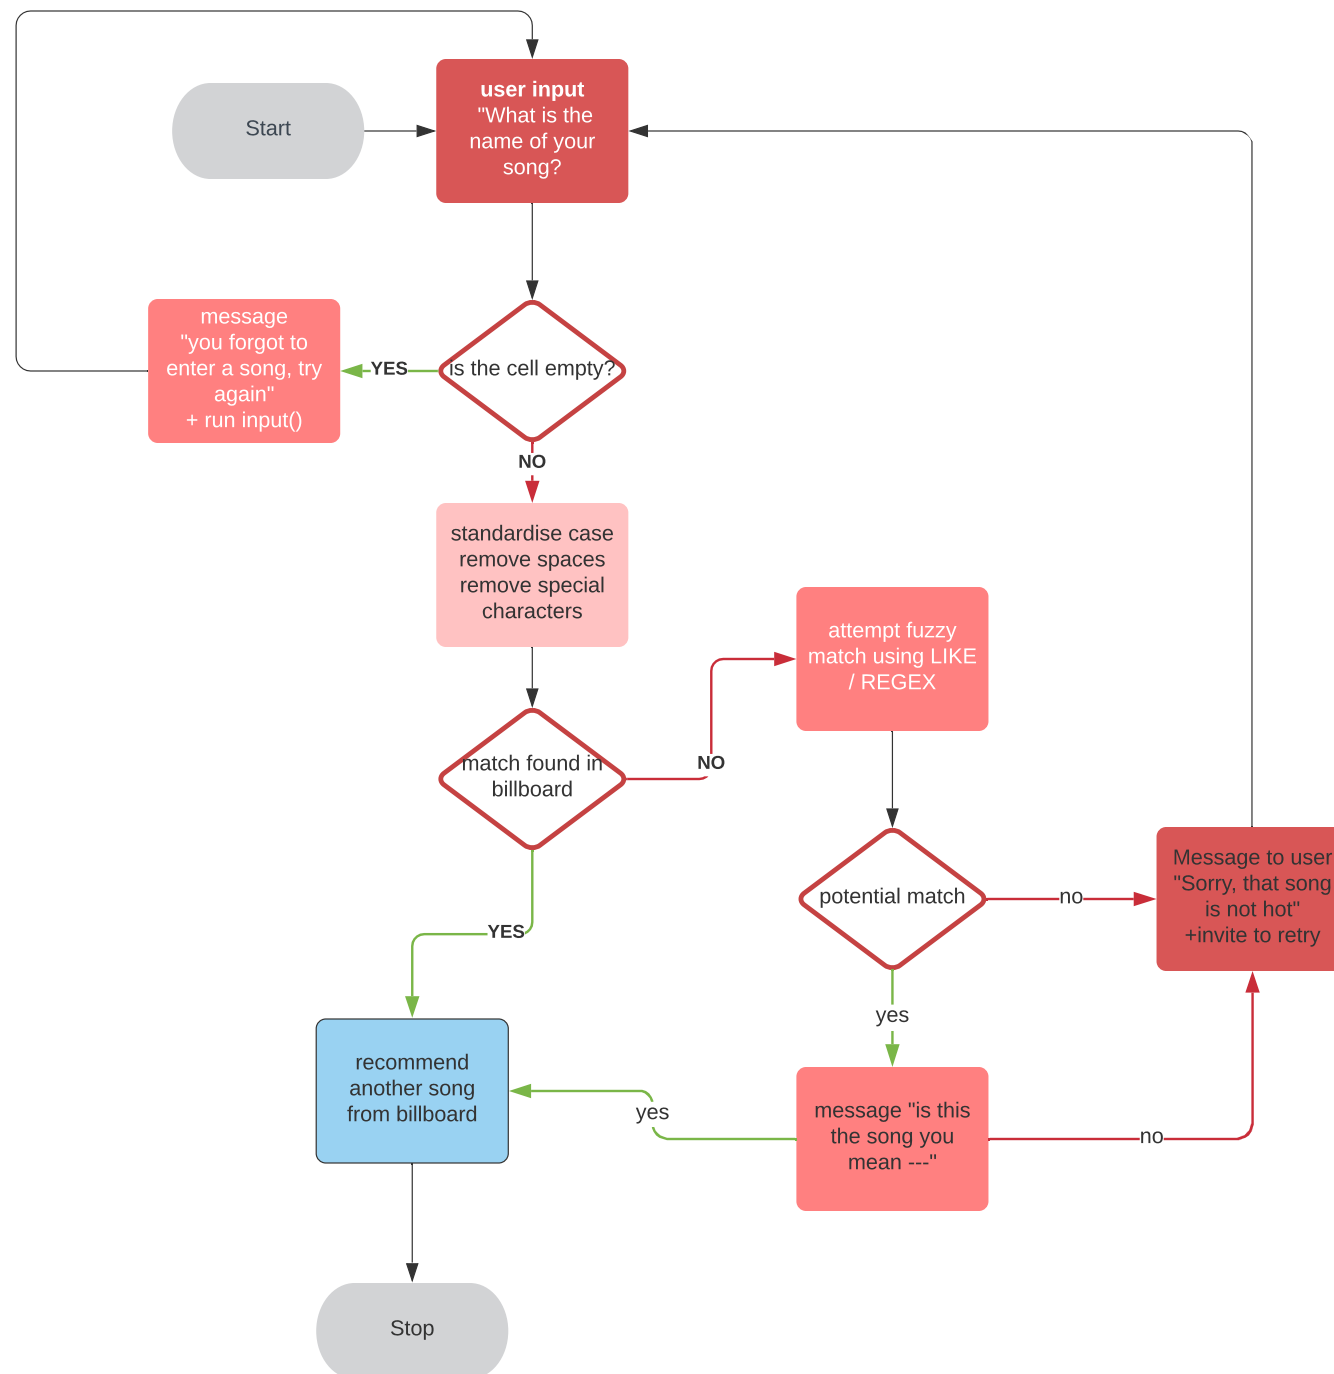 Start
user input
"What is the
name of your
song?
message
"you forgot to
enter a song, try
again"
+ run input()
YES
is the cell empty?
NO
standardise case
remove spaces
remove special
characters
attempt fuzzy
match using LIKE
/ REGEX
match found in
billboard
NO
YES
potential match
no
Message to user
"Sorry, that song
is not hot"
+invite to retry
yes
recommend
another song
from billboard
yes
message "is this
the song you
mean ---"
no
Stop